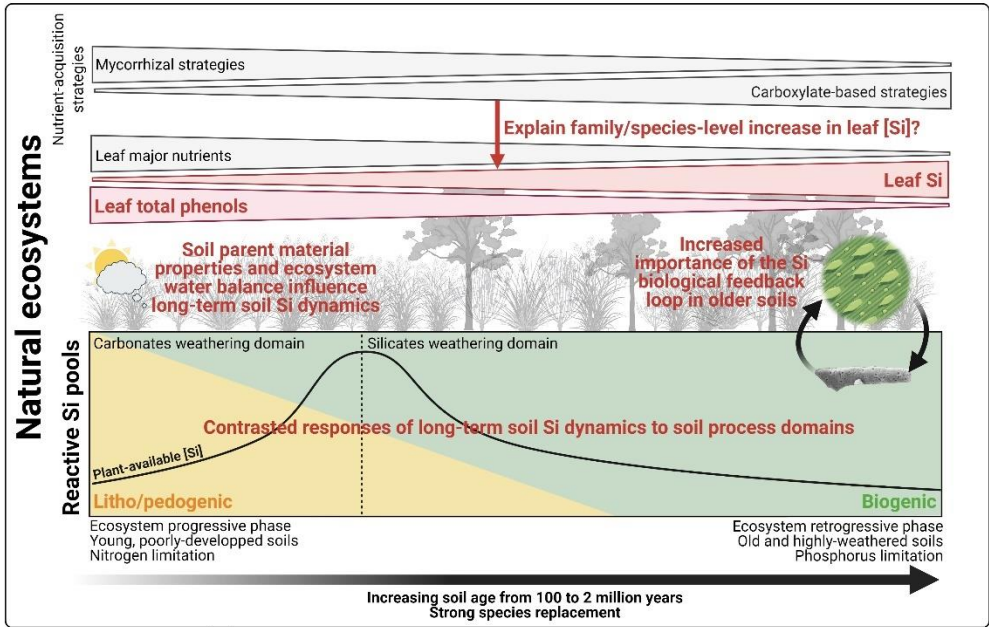 Natural ecosystems
Nutrient-acquisition
strategies
Mycorrhizal strategies
Carboxylate-based strategies
Explain family/species-level increase in leaf [Si]?
Leaf major nutrients
Leaf Si
Leaf total phenols
Soil parent material
properties and ecosystem
water balance influence
long-term soil Si dynamics
Increased
importance of the Si
biological feedback
loop in older soils
Reactive Si pools
Carbonates weathering domain
Silicates weathering domain
Contrasted responses of long-term soil Si dynamics to soil process domains
Plant-available [Si]
Litho/pedogenic
Biogenic
Ecosystem progressive phase
Young, poorly-developped soils
Nitrogen limitation
Ecosystem retrogressive phase
Old and highly-weathered soils
Phosphorus limitation
Increasing soil age from 100 to 2 million years
Strong species replacement